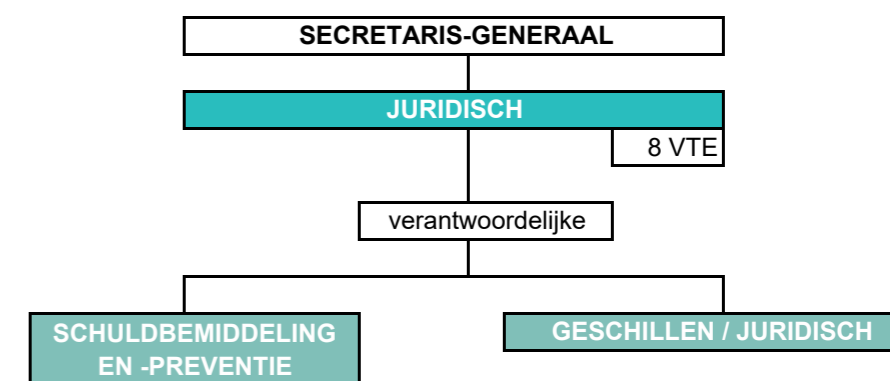 SECRETARIS-GENERAAL
JURIDISCH
8 VTE
verantwoordelijke
SCHULDBEMIDDELING
EN -PREVENTIE
GESCHILLEN / JURIDISCH